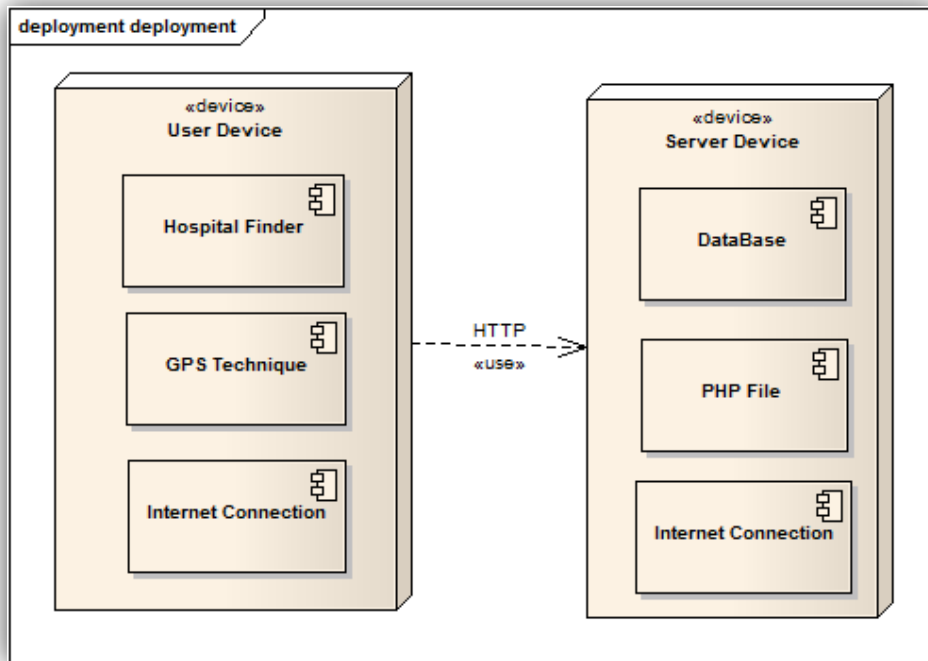 deployment deployment
«device»
User Device
Hospital Finder
GPS Technique
Internet Connection
HTTP
«use»
«device»
Server Device
DataBase
PHP File
Internet Connection